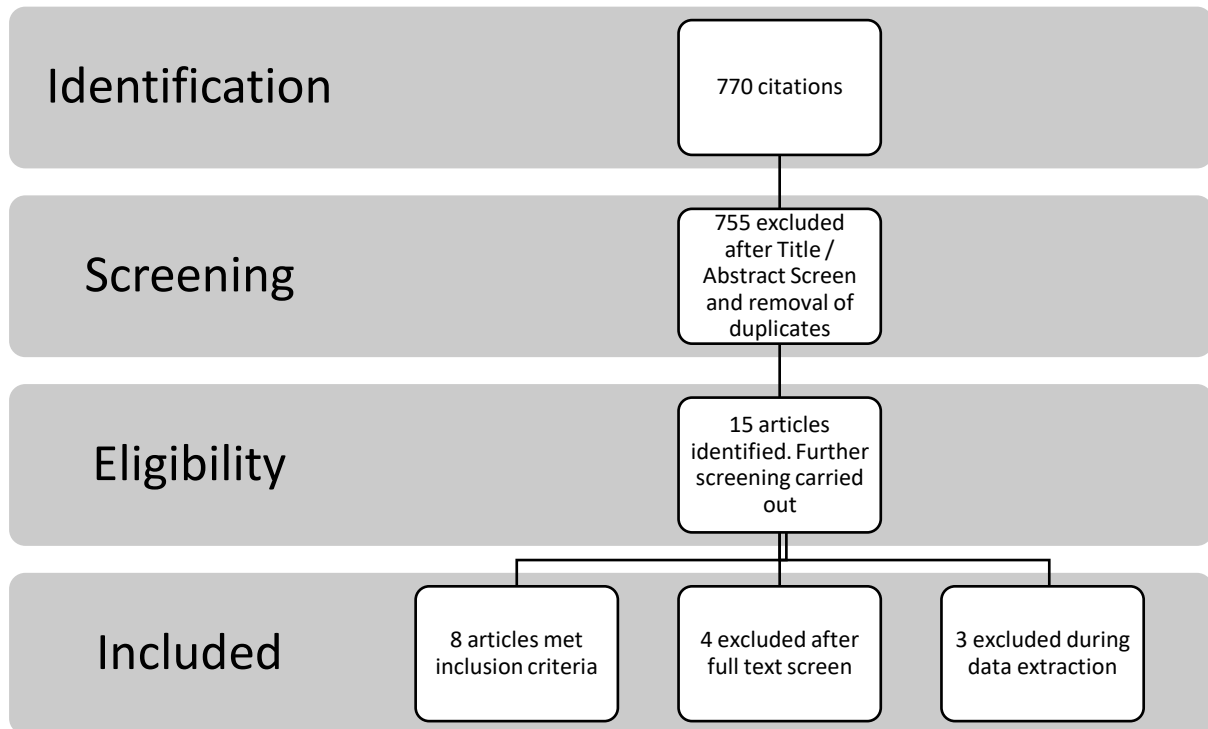 Identification
770 citations
Screening
755 excluded
after Title /
Abstract Screen
and removal of
duplicates
Eligibility
15 articles
identified. Further
screening carried
out
Included
8 articles met
inclusion criteria
4 excluded after
full text screen
3 excluded during
data extraction